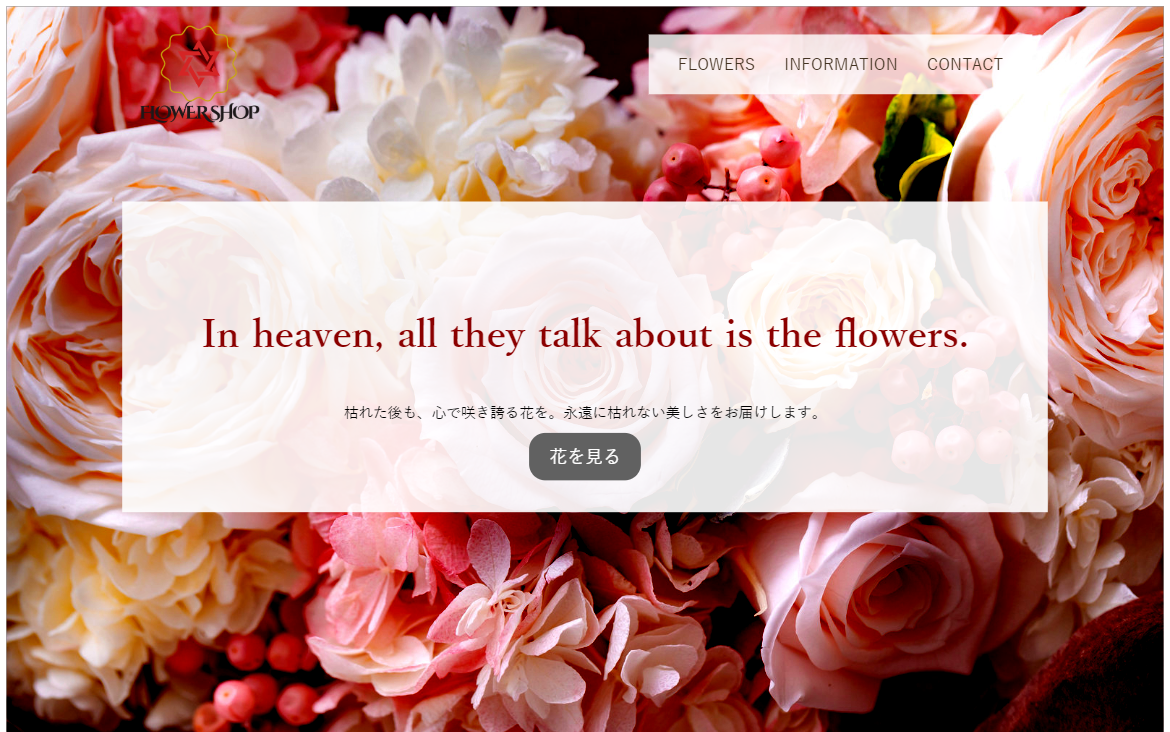 FLOWERSHOP
FLOWERS INFORMATION CONTACT
In heaven, all they talk about is the flowers.
枯れた後も、心で咲き誇る花を。永遠に枯れない美しさをお届けします。
花を見る